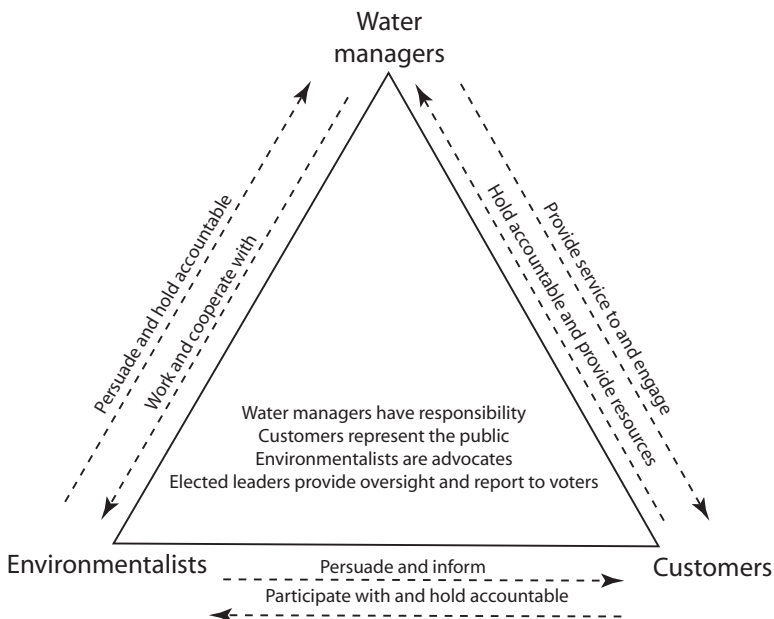 Water
managers
Persuade and hold accountable
Work and cooperate with
Hold accountable and provide resources
Provide service to and engage
Water managers have responsibility
Customers represent the public
Environmentalists are advocates
Elected leaders provide oversight and report to voters
Environmentalists
Persuade and inform
Participate with and hold accountable
Customers